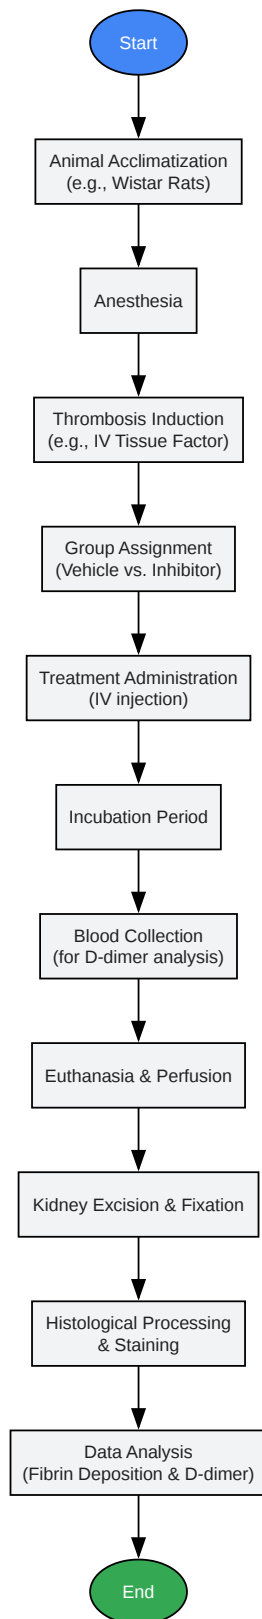 Start
Animal Acclimatization
(e.g., Wistar Rats)
Anesthesia
Thrombosis Induction
(e.g., IV Tissue Factor)
Group Assignment
(Vehicle vs. Inhibitor)
Treatment Administration
(IV injection)
Incubation Period
Blood Collection
(for D-dimer analysis)
Euthanasia & Perfusion
Kidney Excision & Fixation
Histological Processing
& Staining
Data Analysis
(Fibrin Deposition & D-dimer)
End